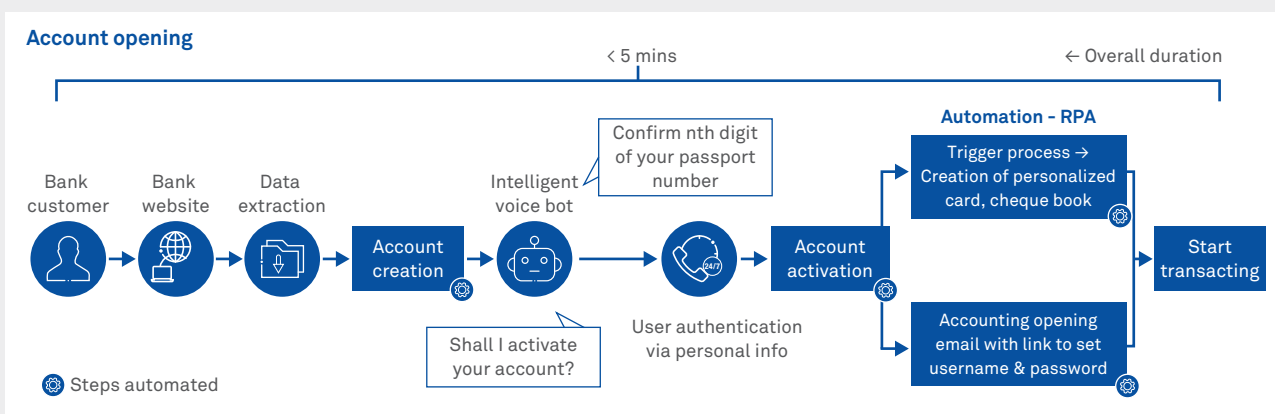 Account opening
< 5 mins
← Overall duration
Automation - RPA
Confirm nth digit
of your passport
number
Trigger process →
Creation of personalized
card, cheque book
Bank
customer
Bank
website
Data
extraction
Intelligent
voice bot
Account
creation
24/7
Account
activation
Start
transacting
Shall I activate
your account?
User authentication
via personal info
Accounting opening
email with link to set
username & password
Steps automated